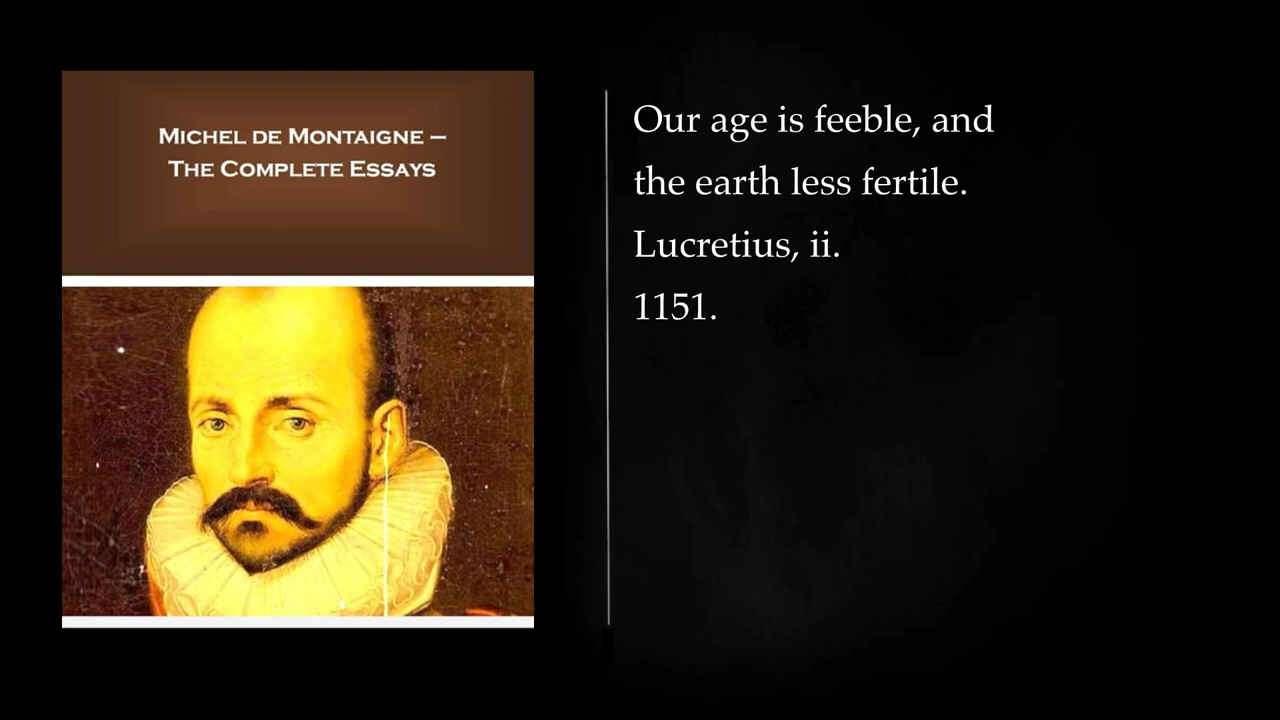 MICHEL DE MONTAIGNE –
THE COMPLETE ESSAYS
Our age is feeble, and
the earth less fertile.
Lucretius, ii.
1151.